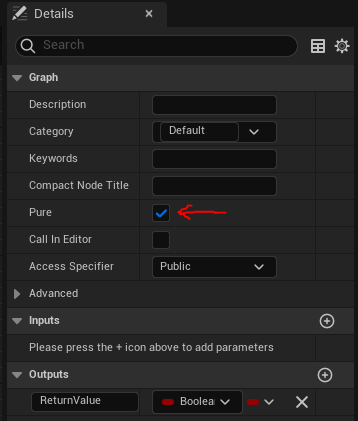 Details
Search
Graph
Description
Category Default
Keywords
Compact Node Title
Pure
Call In Editor
Access Specifier Public
Advanced
Inputs
Please press the + icon above to add parameters
Outputs
ReturnValue Boolea